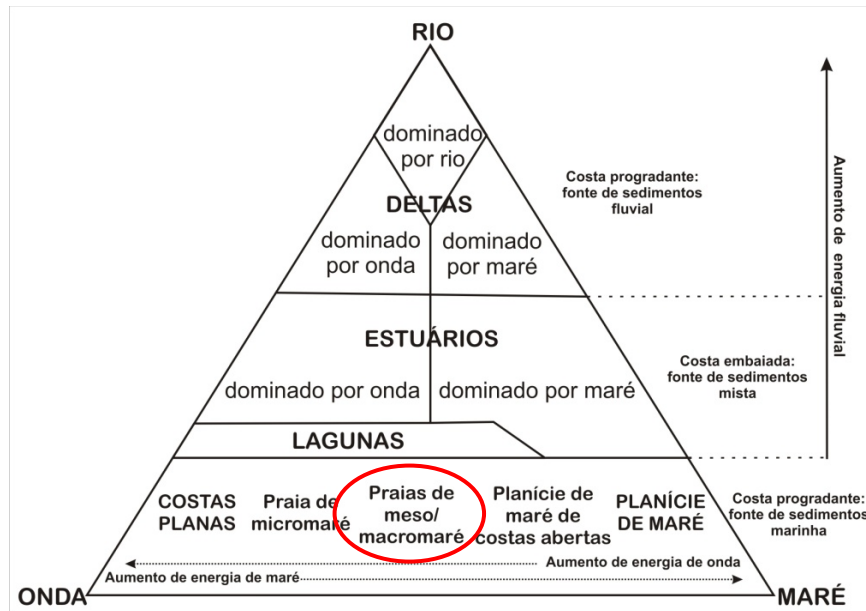 RIO
dominado
por rio
DELTAS
dominado
por onda
dominado
por maré
Costa progradante:
fonte de sedimentos
fluvial
Aumento de energia fluvial
ESTUÁRIOS
dominado por onda
dominado por maré
Costa embaiada:
fonte de sedimentos
mista
LAGUNAS
COSTAS
PLANAS
Praia de
micromaré
Praias de
meso/
macromaré
Planície de
maré de
costas abertas
PLANÍCIE
DE MARÉ
Costa progradante:
fonte de sedimentos
marinha
Aumento de energia de onda
Aumento de energia de maré
ONDA
MARÉ